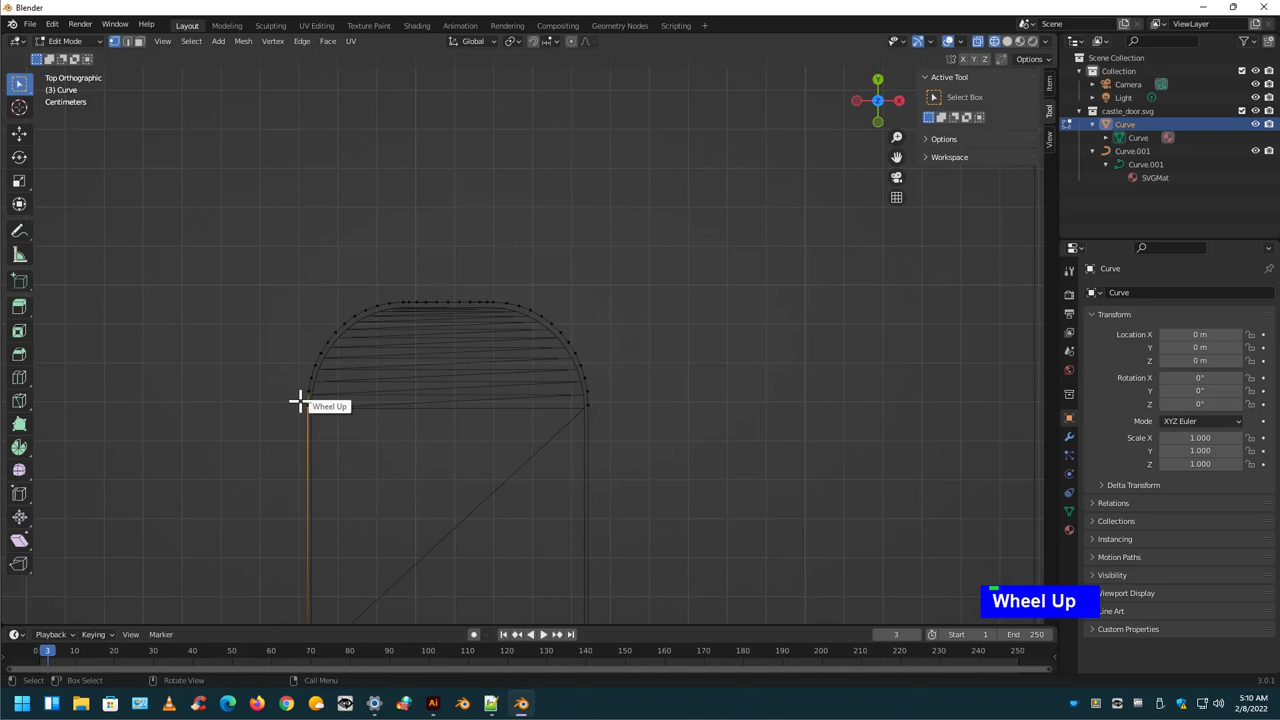 Blender
File Edit Render Window Help Layout Modeling Sculpting UV Editing Texture Paint Shading Animation Rendering Compositing Geometry Nodes Scripting + Scene ViewLayer
Edit Mode View Select Add Mesh Vertex Edge Face UV Global
X Y Z Options
Top Orthographic
(3) Curve
Centimeters
Y
Z
X
Active Tool
Select Box
Options
Workspace
Item
Tool
View
Scene Collection
Collection
Camera
Light
castle_door.svg
Curve
Curve
Curve.001
Curve.001
SVGMat
Curve
Curve
Transform
Location X 0 m
Y 0 m
Z 0 m
Rotation X 0°
Y 0°
Z 0°
Mode XYZ Euler
Scale X 1.000
Y 1.000
Z 1.000
Delta Transform
Relations
Collections
Instancing
Motion Paths
Visibility
Viewport Display
Line Art
Custom Properties
Wheel Up
Wheel Up
Playback Keying View Marker 3 Start 1 End 250
3 10 20 30 40 50 60 70 80 90 100 110 120 130 140 150 160 170 180 190 200 210 220 230 240 250
Select Box Select Rotate View Call Menu 3.0.1
Ai
5:10 AM
2/8/2022